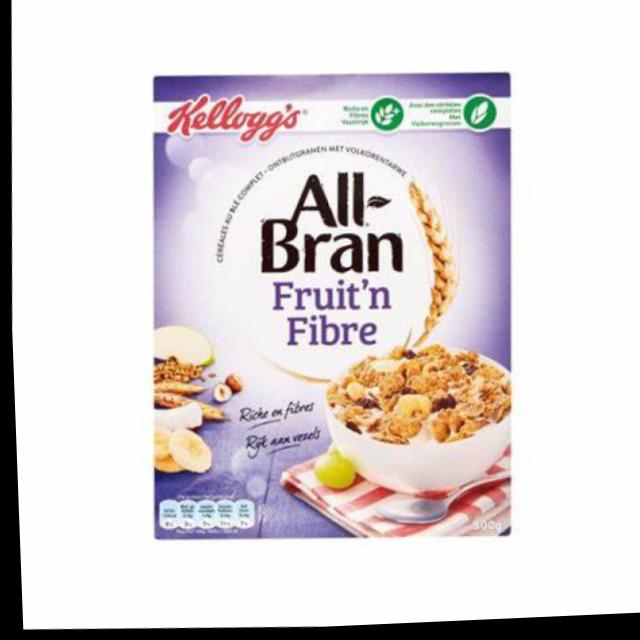 Kellogg's
Riche en
Fibres
Vezelrijk
Avec des céréales
complètes
Met
Volkorengranen
CÉRÉALES AU BLÉ COMPLET - ONTBIJTGRANEN MET VOLKORENTARWE
All-
Bran
Fruit'n
Fibre
Riche en fibres
Rijk aan vezels
500g